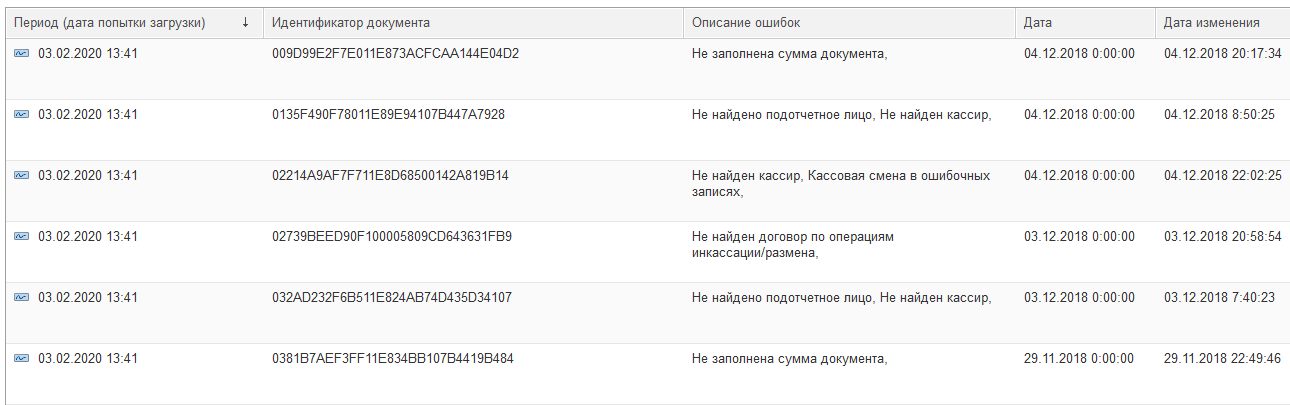 Период (дата попытки загрузки) ↓ Идентификатор документа Описание ошибок Дата Дата изменения
03.02.2020 13:41 009D99E2F7E011E873ACFCAA144E04D2 Не заполнена сумма документа, 04.12.2018 0:00:00 04.12.2018 20:17:34
03.02.2020 13:41 0135F490F78011E89E94107B447A7928 Не найдено подотчетное лицо, Не найден кассир, 04.12.2018 0:00:00 04.12.2018 8:50:25
03.02.2020 13:41 02214A9AF7F711E8D68500142A819B14 Не найден кассир, Кассовая смена в ошибочных 04.12.2018 0:00:00 04.12.2018 22:02:25
записях,
03.02.2020 13:41 02739BEED90F100005809CD643631FB9 Не найден договор по операциям 03.12.2018 0:00:00 03.12.2018 20:58:54
инкассации/размена,
03.02.2020 13:41 032AD232F6B511E824AB74D435D34107 Не найдено подотчетное лицо, Не найден кассир, 03.12.2018 0:00:00 03.12.2018 7:40:23
03.02.2020 13:41 0381B7AEF3FF11E834BB107B4419B484 Не заполнена сумма документа, 29.11.2018 0:00:00 29.11.2018 22:49:46